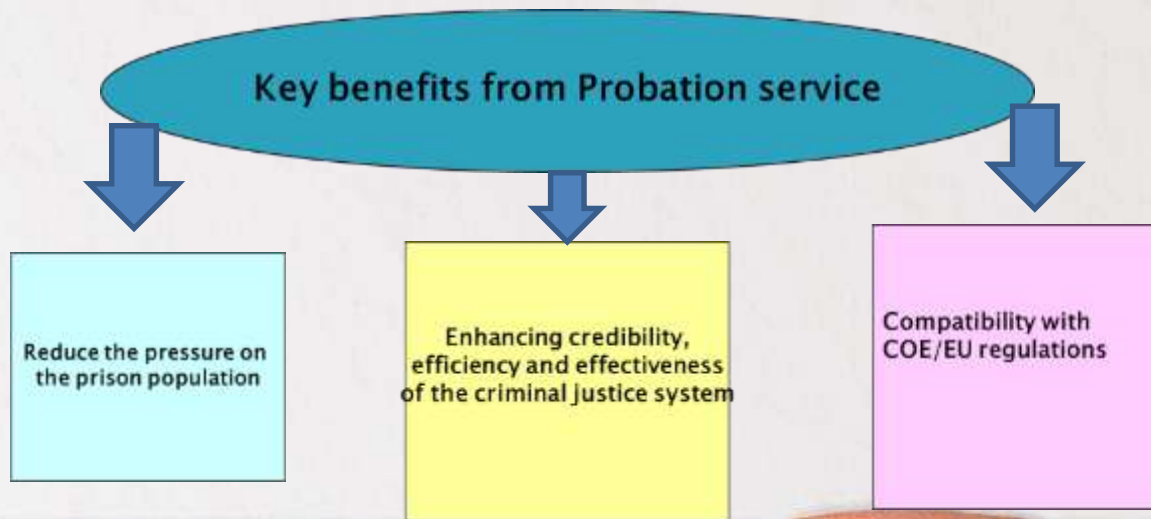 Key benefits from Probation service
Reduce the pressure on
the prison population
Enhancing credibility,
efficiency and effectiveness
of the criminal justice system
Compatibility with
COE/EU regulations